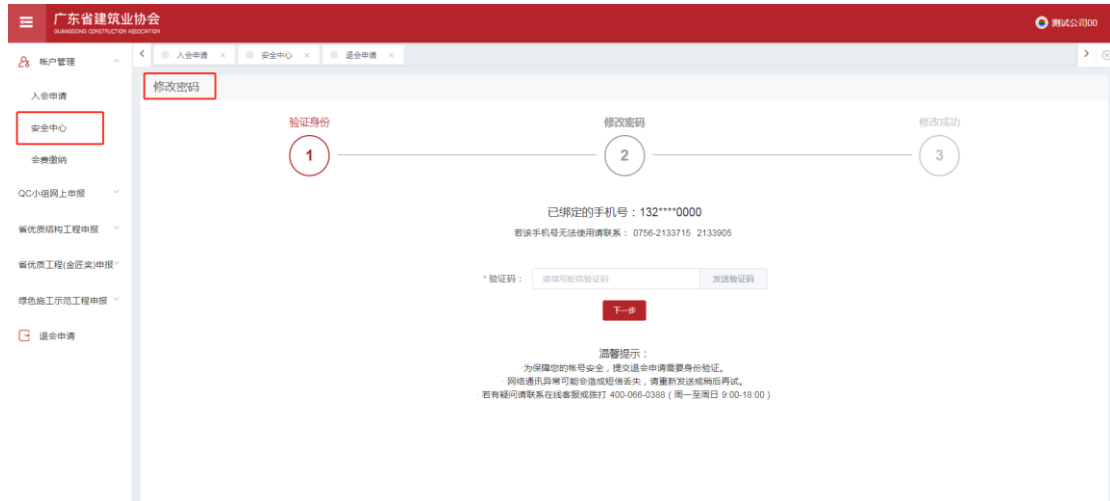 广东省建筑业协会
GUANGDONG CONSTRUCTION ASSOCIATION
测试公司00
帐户管理
入会申请
安全中心
会费缴纳
QC小组网上申报
省优质结构工程申报
省优质工程(金匠奖)申报
绿色施工示范工程申报
退会申请
入会申请 × 安全中心 × 退会申请 ×
修改密码
验证身份 修改密码 修改成功
1 2 3
已绑定的手机号：132****0000
若该手机号无法使用请联系： 0756-2133715 2133905
*验证码： 请填写短信验证码 发送验证码
下一步
温馨提示：
·为保障您的帐号安全，提交退会申请需要身份验证。
· 网络通讯异常可能会造成短信丢失，请重新发送或稍后再试。
· 若有疑问请联系在线客服或拨打 400-066-0388 ( 周一至周日 9:00-18:00 )